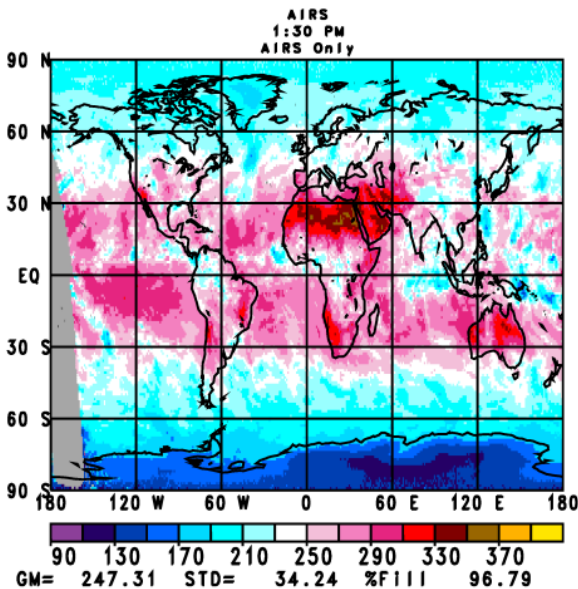 AIRS
1:30 PM
AIRS Only
90 N
60 N
30 N
EQ
30 S
60 S
90 S
180 120 W 60 W 0 60 E 120 E 180
90 130 170 210 250 290 330 370
GM= 247.31 STD= 34.24 %Fill 96.79